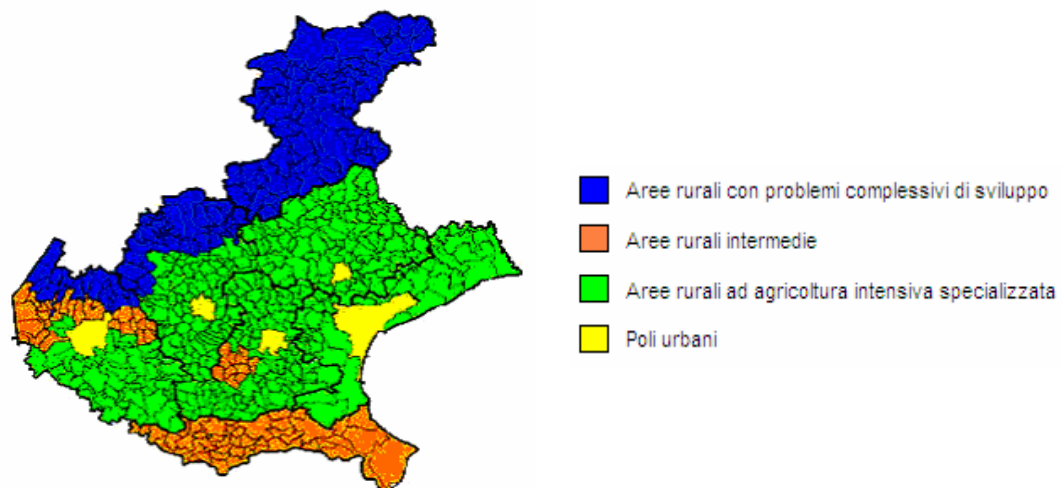 Aree rurali con problemi complessivi di sviluppo
Aree rurali intermedie
Aree rurali ad agricoltura intensiva specializzata
Poli urbani